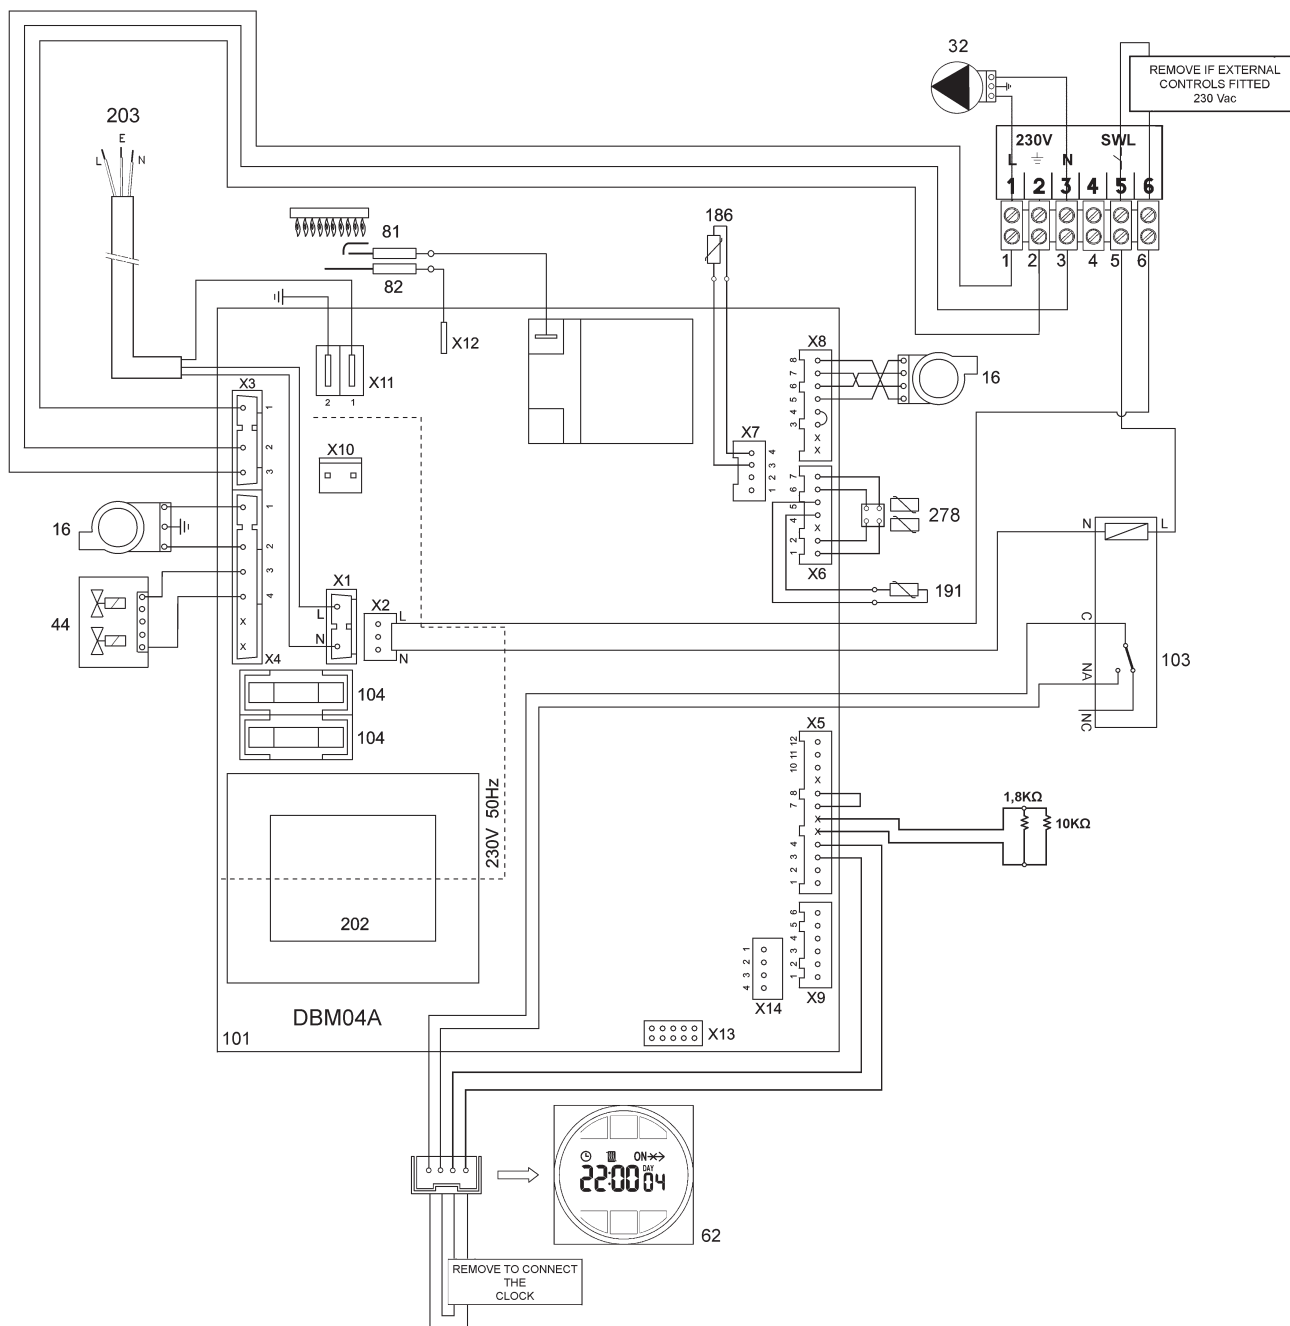 32
REMOVE IF EXTERNAL
CONTROLS FITTED
230 Vac
203
E
L N
230V SWL
L N
1 2 3 4 5 6
1 2 3 4 5 6
186
81
82
X12
X11
2 1
X8
8
7
6
5
4
3
X
X
16
X3
1
2
3
X10
X7
4
3
2
1
7
6
5
4
X
2
1
X6
278
191
N L
16
1
2
3
4
X
X
X4
44
X1
L
N
X2
L
N
C
NA
NC
103
104
104
X5
12
11
10
X
8
7
X
X
4
3
2
1
1,8KΩ
10KΩ
230V 50Hz
202
6
5
4
3
2
1
X9
1
2
3
4
X14
X13
DBM04A
101
ON
22:00 DAY 04
62
REMOVE TO CONNECT
THE
CLOCK